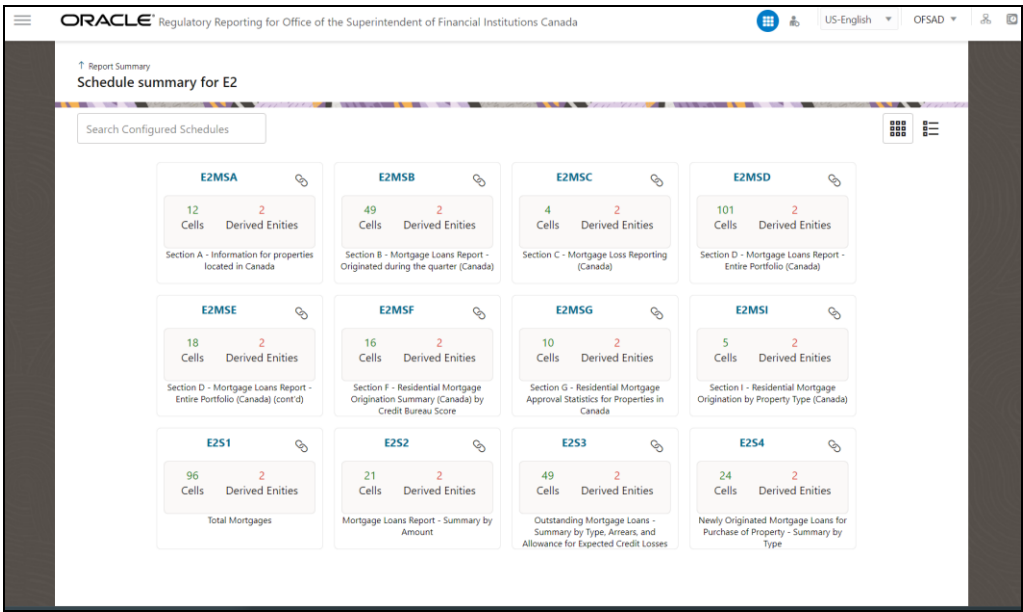 ORACLE® Regulatory Reporting for Office of the Superintendent of Financial Institutions Canada
US-English
OFSAD
↑ Report Summary
Schedule summary for E2
Search Configured Schedules
E2MSA
12 2
Cells Derived Enities
Section A - Information for properties
located in Canada
E2MSB
49 2
Cells Derived Enities
Section B - Mortgage Loans Report -
Originated during the quarter (Canada)
E2MSC
4 2
Cells Derived Enities
Section C - Mortgage Loss Reporting
(Canada)
E2MSD
101 2
Cells Derived Enities
Section D - Mortgage Loans Report -
Entire Portfolio (Canada)
E2MSE
18 2
Cells Derived Enities
Section D - Mortgage Loans Report -
Entire Portfolio (Canada) (cont'd)
E2MSF
16 2
Cells Derived Enities
Section F - Residential Mortgage
Origination Summary (Canada) by
Credit Bureau Score
E2MSG
10 2
Cells Derived Enities
Section G - Residential Mortgage
Approval Statistics for Properties in
Canada
E2MSI
5 2
Cells Derived Enities
Section I - Residential Mortgage
Origination by Property Type (Canada)
E2S1
96 2
Cells Derived Enities
Total Mortgages
E2S2
21 2
Cells Derived Enities
Mortgage Loans Report - Summary by
Amount
E2S3
49 2
Cells Derived Enities
Outstanding Mortgage Loans -
Summary by Type, Arrears, and
Allowance for Expected Credit Losses
E2S4
24 2
Cells Derived Enities
Newly Originated Mortgage Loans for
Purchase of Property - Summary by
Type